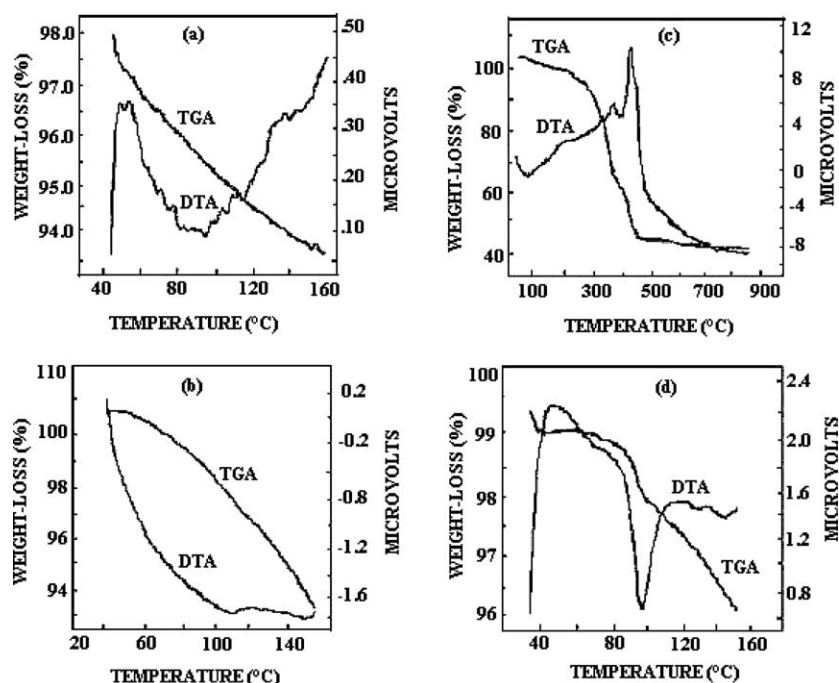 (a)
98.0
97.0
96.0
95.0
94.0
WEIGHT-LOSS (%)
TGA
DTA
.50
.40
.30
.20
.10
MICROVOLTS
40 80 120 160
TEMPERATURE (°C)
(c)
100
80
60
40
WEIGHT-LOSS (%)
TGA
DTA
12
8
4
0
-4
-8
MICROVOLTS
100 300 500 700 900
TEMPERATURE (°C)
(b)
110
100
98
96
94
WEIGHT-LOSS (%)
TGA
DTA
0.2
-0.2
-0.8
-1.2
-1.6
MICROVOLTS
20 60 100 140
TEMPERATURE (°C)
(d)
100
99
98
97
96
WEIGHT-LOSS (%)
DTA
TGA
2.4
2.0
1.6
1.2
0.8
MICROVOLTS
40 80 120 160
TEMPERATURE (°C)